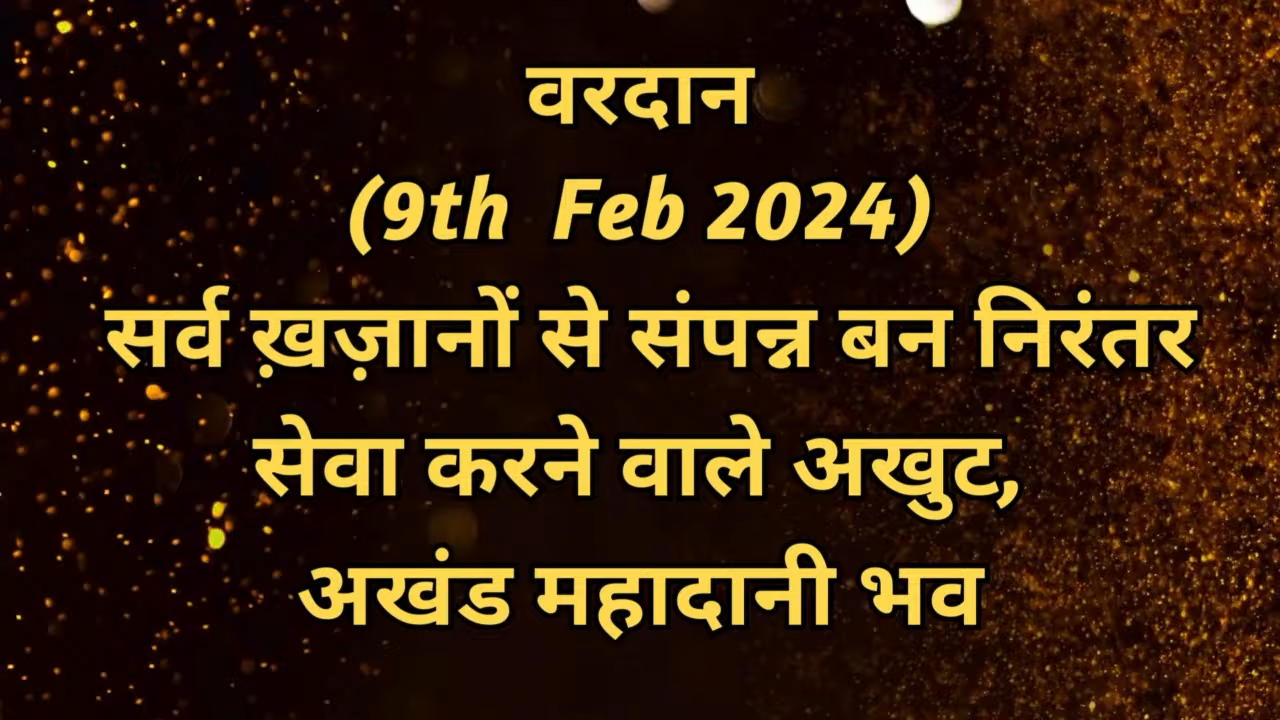 वरदान
(9th Feb 2024)
सर्व ख़ज़ानों से संपन्न बन निरंतर
सेवा करने वाले अखुट,
अखंड महादानी भव